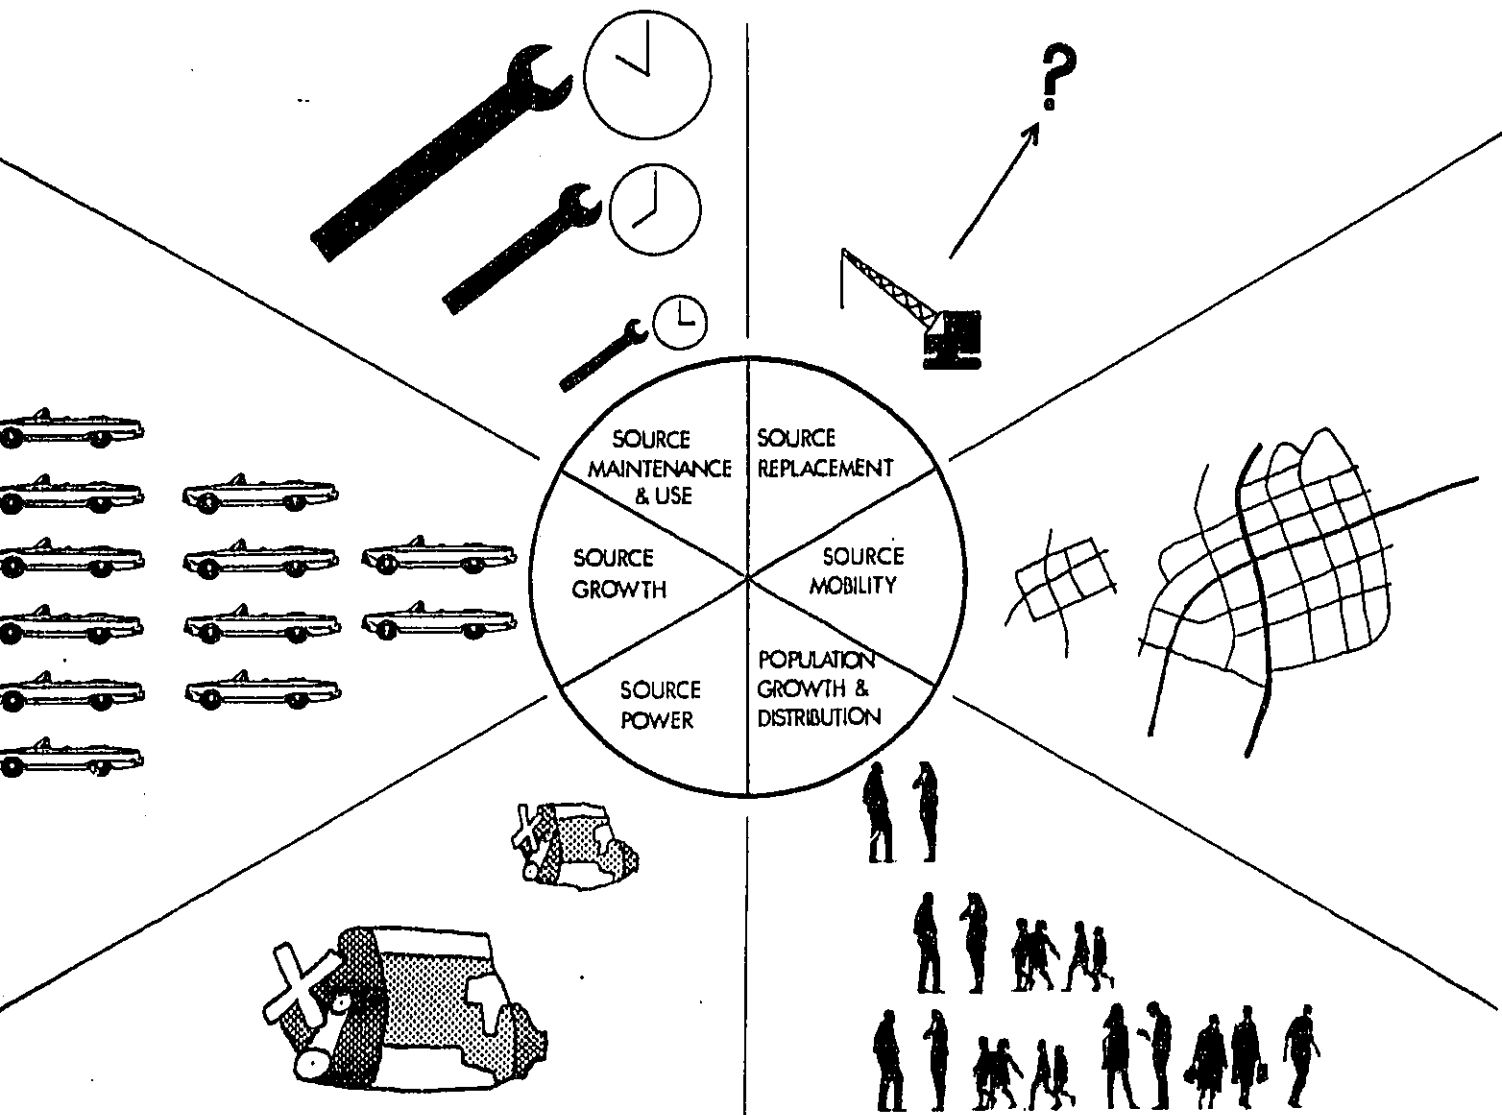 ?
SOURCE
MAINTENANCE
& USE
SOURCE
REPLACEMENT
SOURCE
GROWTH
SOURCE
MOBILITY
SOURCE
POWER
POPULATION
GROWTH &
DISTRIBUTION